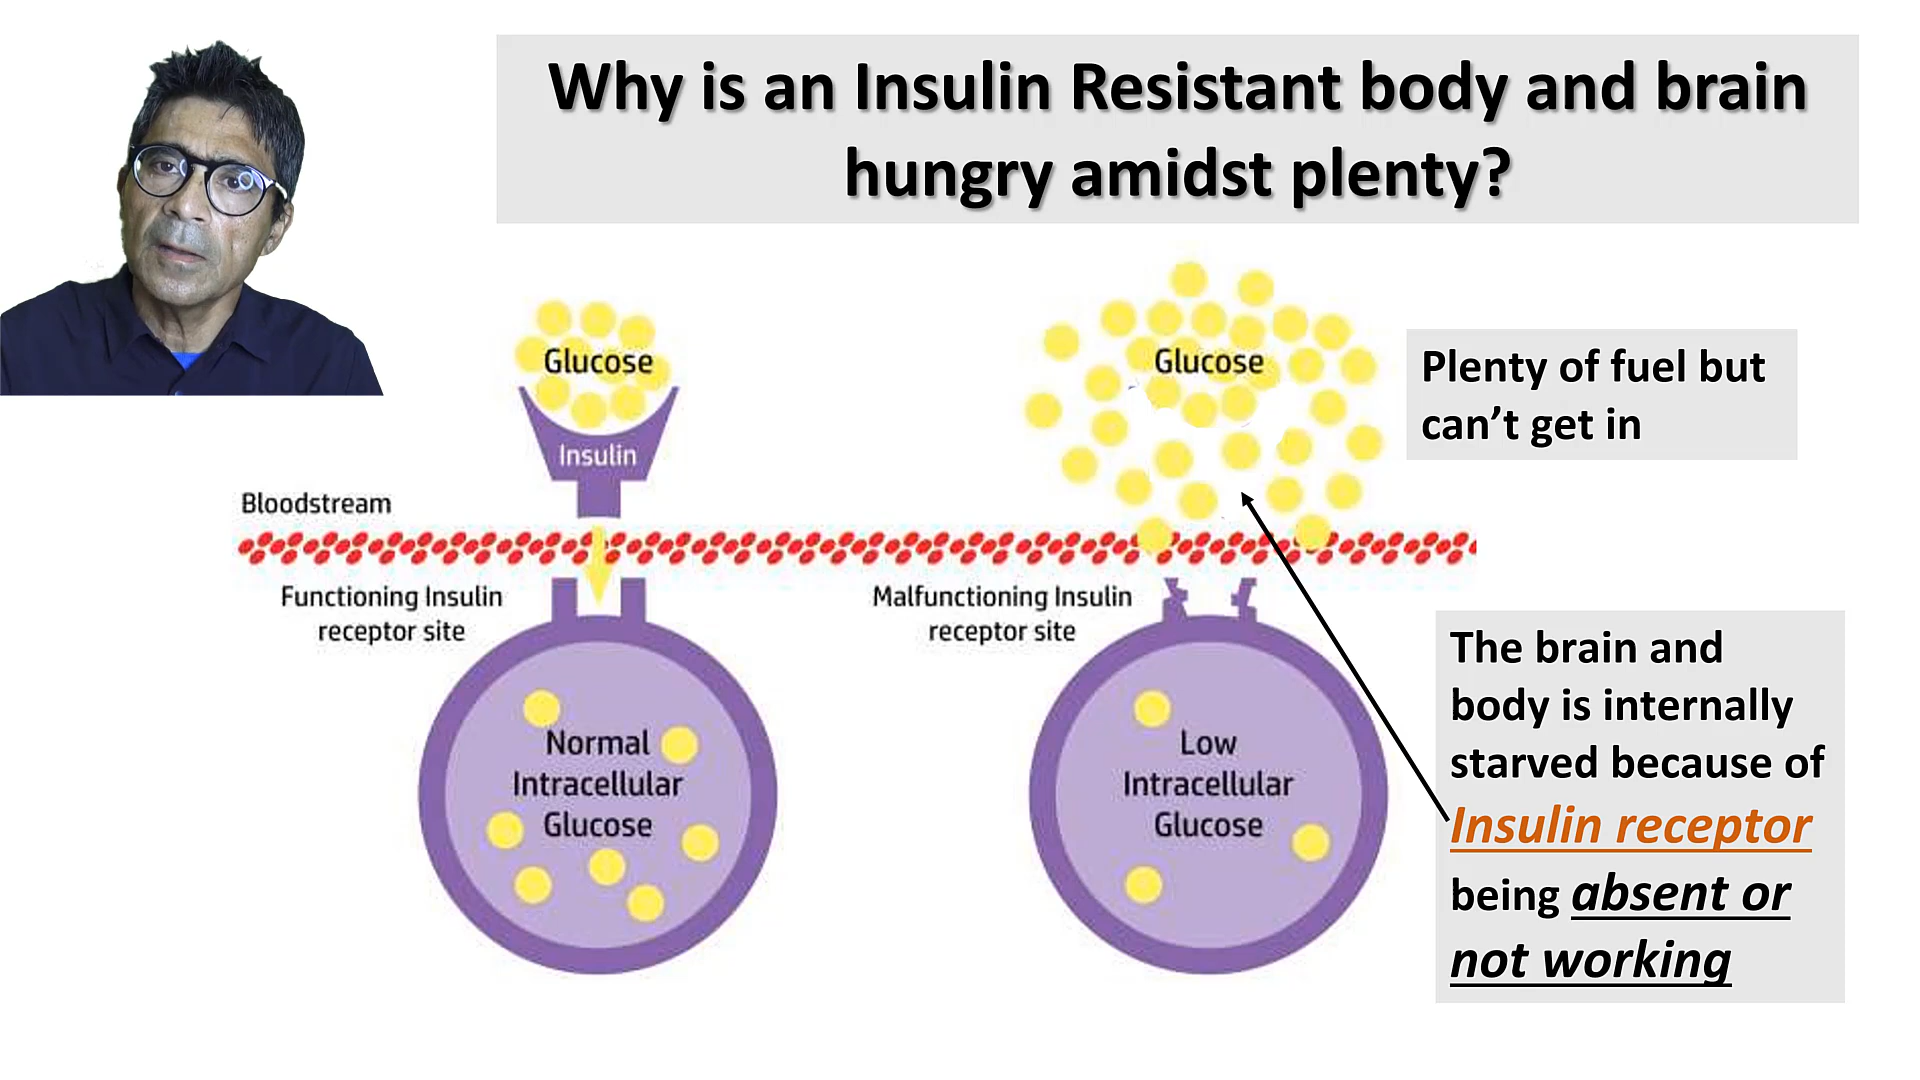 Why is an Insulin Resistant body and brain
hungry amidst plenty?
Glucose
Insulin
Glucose
Plenty of fuel but
can’t get in
Bloodstream
Functioning Insulin
receptor site
Malfunctioning Insulin
receptor site
Normal
Intracellular
Glucose
Low
Intracellular
Glucose
The brain and
body is internally
starved because of
Insulin receptor
being absent or
not working